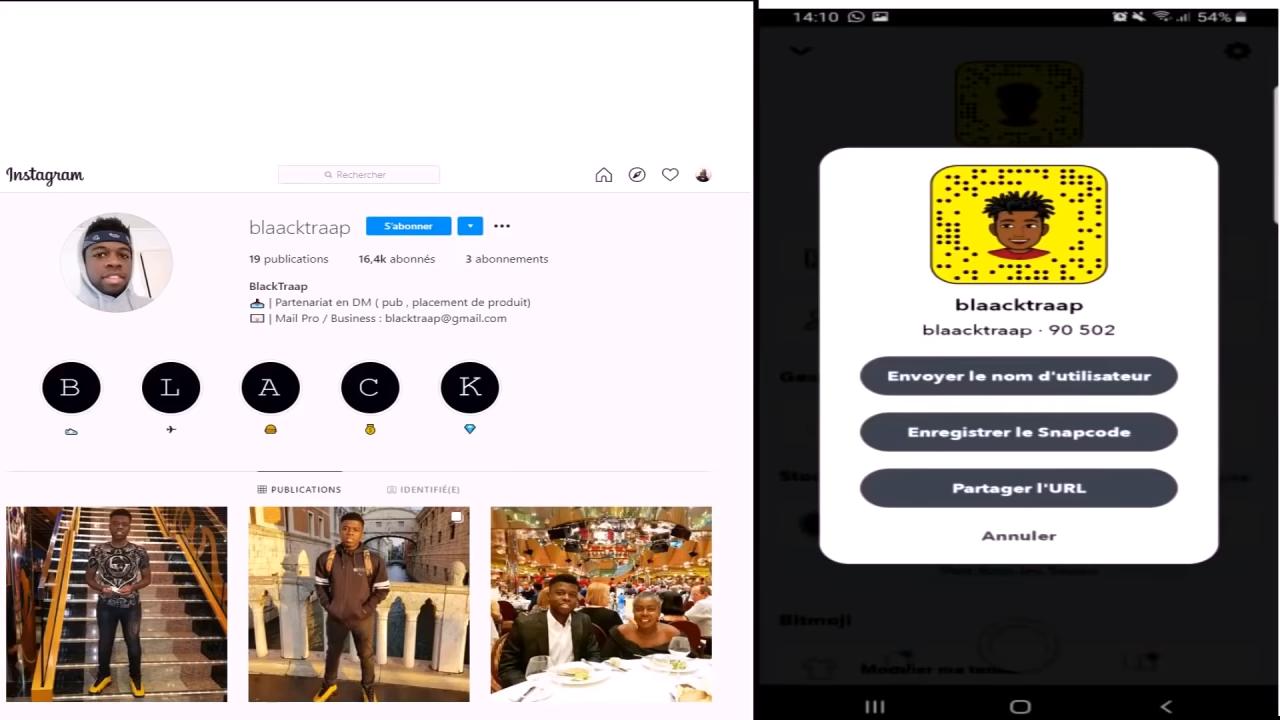 Instagram
Rechercher
blaacktraap S'abonner
19 publications 16,4k abonnés 3 abonnements
BlackTraap
| Partenariat en DM ( pub , placement de produit)
| Mail Pro / Business : blacktraap@gmail.com
B L A C K
PUBLICATIONS IDENTIFIÉ(E)
14:10 54%
blaacktraap
blaacktraap · 90 502
Envoyer le nom d'utilisateur
Enregistrer le Snapcode
Partager l'URL
Annuler
Bitmoji